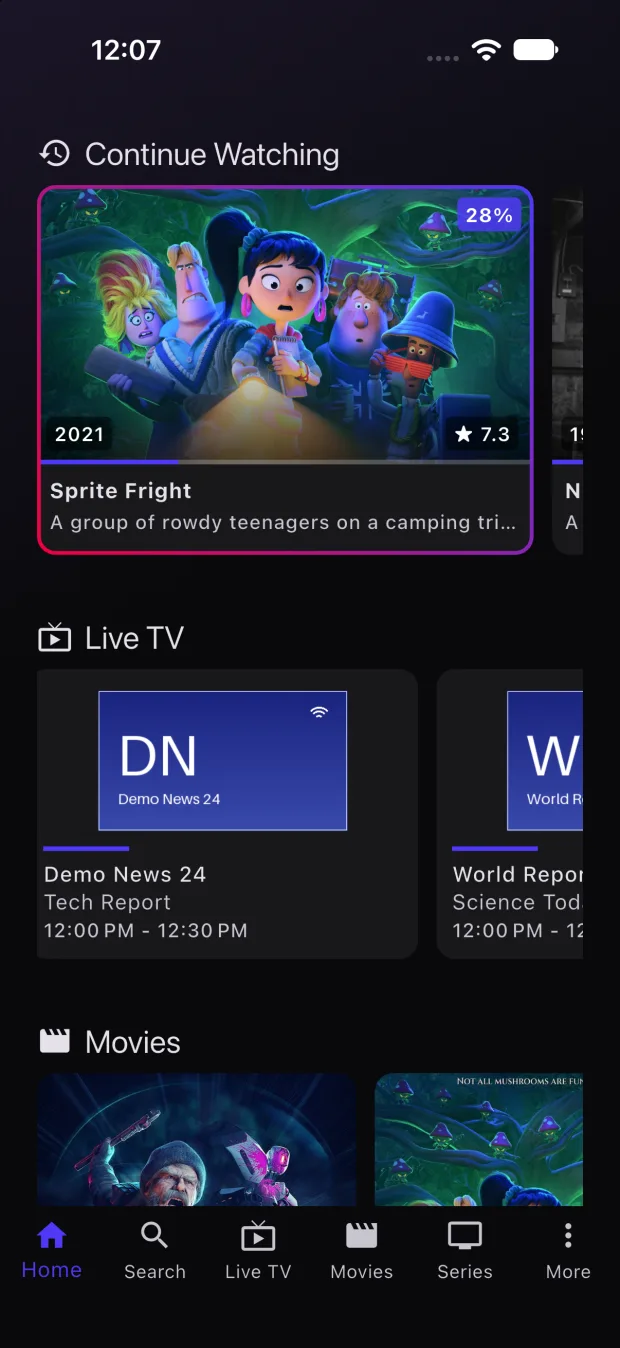 12:07
Continue Watching
28%
2021
7.3
19
Sprite Fright
N
A group of rowdy teenagers on a camping tri...
A
Live TV
DN
Demo News 24
W
World R
Demo News 24
Tech Report
12:00 PM - 12:30 PM
World Repor
Science Tod
12:00 PM - 12
Movies
NOT ALL MUSHROOMS ARE FUN
Home
Search
Live TV
Movies
Series
More